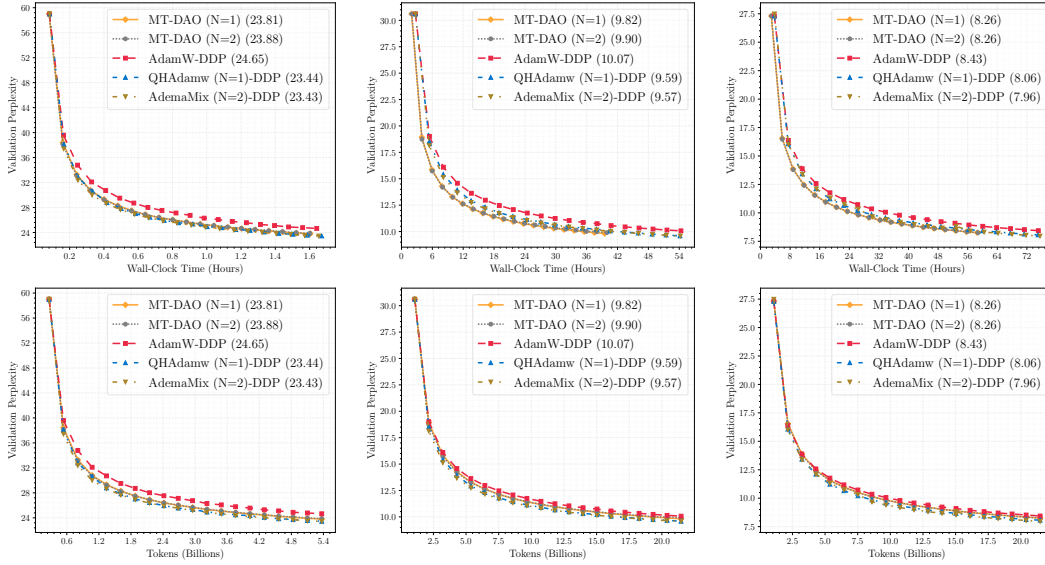 60
56
52
48
44
40
36
32
28
24
Validation Perplexity
MT-DAO (N=1) (23.81)
MT-DAO (N=2) (23.88)
AdamW-DDP (24.65)
QHAdamw (N=1)-DDP (23.44)
AdemaMix (N=2)-DDP (23.43)
0.2 0.4 0.6 0.8 1.0 1.2 1.4 1.6
Wall-Clock Time (Hours)
30.0
27.5
25.0
22.5
20.0
17.5
15.0
12.5
10.0
Validation Perplexity
MT-DAO (N=1) (9.82)
MT-DAO (N=2) (9.90)
AdamW-DDP (10.07)
QHAdamw (N=1)-DDP (9.59)
AdemaMix (N=2)-DDP (9.57)
0 6 12 18 24 30 36 42 48 54
Wall-Clock Time (Hours)
27.5
25.0
22.5
20.0
17.5
15.0
12.5
10.0
7.5
Validation Perplexity
MT-DAO (N=1) (8.26)
MT-DAO (N=2) (8.26)
AdamW-DDP (8.43)
QHAdamw (N=1)-DDP (8.06)
AdemaMix (N=2)-DDP (7.96)
0 8 16 24 32 40 48 56 64 72
Wall-Clock Time (Hours)
60
56
52
48
44
40
36
32
28
24
Validation Perplexity
MT-DAO (N=1) (23.81)
MT-DAO (N=2) (23.88)
AdamW-DDP (24.65)
QHAdamw (N=1)-DDP (23.44)
AdemaMix (N=2)-DDP (23.43)
0.6 1.2 1.8 2.4 3.0 3.6 4.2 4.8 5.4
Tokens (Billions)
30.0
27.5
25.0
22.5
20.0
17.5
15.0
12.5
10.0
Validation Perplexity
MT-DAO (N=1) (9.82)
MT-DAO (N=2) (9.90)
AdamW-DDP (10.07)
QHAdamw (N=1)-DDP (9.59)
AdemaMix (N=2)-DDP (9.57)
2.5 5.0 7.5 10.0 12.5 15.0 17.5 20.0
Tokens (Billions)
27.5
25.0
22.5
20.0
17.5
15.0
12.5
10.0
7.5
Validation Perplexity
MT-DAO (N=1) (8.26)
MT-DAO (N=2) (8.26)
AdamW-DDP (8.43)
QHAdamw (N=1)-DDP (8.06)
AdemaMix (N=2)-DDP (7.96)
2.5 5.0 7.5 10.0 12.5 15.0 17.5 20.0
Tokens (Billions)